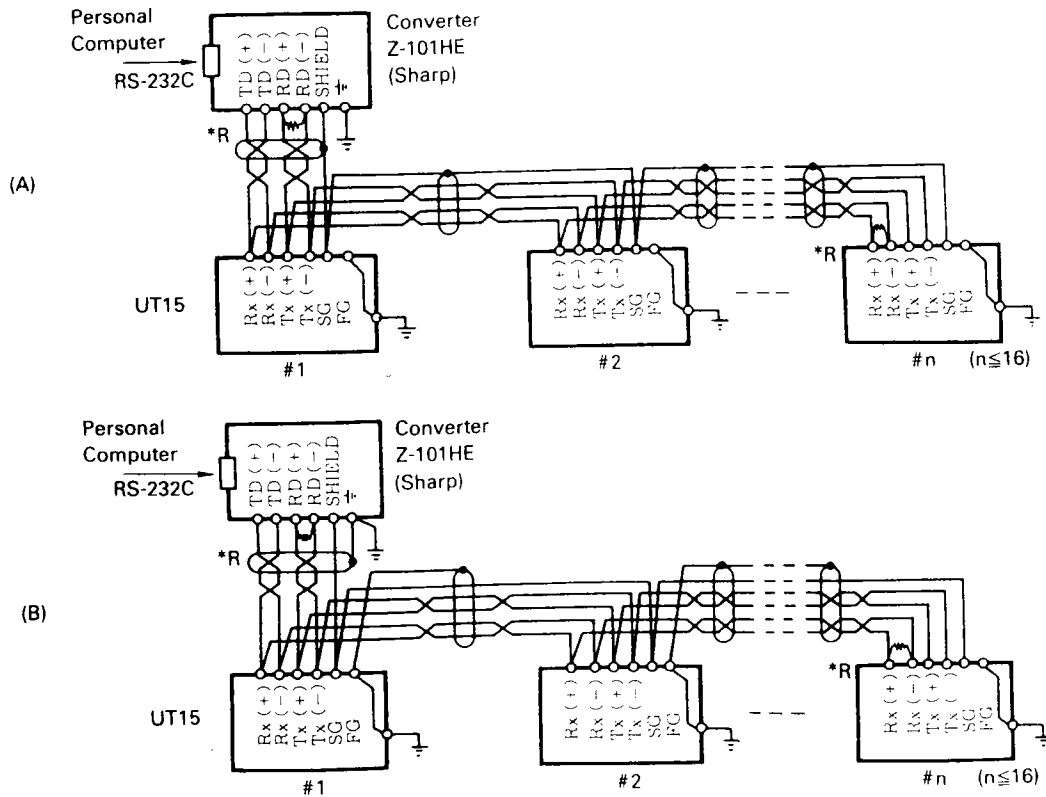 Personal
Computer
RS-232C
Converter
Z-101HE
(Sharp)
TD (+)
TD (−)
RD (+)
RD (−)
SHIELD
*R
(A)
Rx (+)
Rx (−)
Tx (+)
Tx (−)
SG
FG
UT15
#1
Rx (+)
Rx (−)
Tx (+)
Tx (−)
SG
FG
#2
*R
Rx (+)
Rx (−)
Tx (+)
Tx (−)
SG
FG
#n (n≦16)
Personal
Computer
RS-232C
Converter
Z-101HE
(Sharp)
TD (+)
TD (−)
RD (+)
RD (−)
SHIELD
*R
(B)
Rx (+)
Rx (−)
Tx (+)
Tx (−)
SG
FG
UT15
#1
Rx (+)
Rx (−)
Tx (+)
Tx (−)
SG
FG
#2
*R
Rx (+)
Rx (−)
Tx (+)
Tx (−)
SG
FG
#n (n≦16)